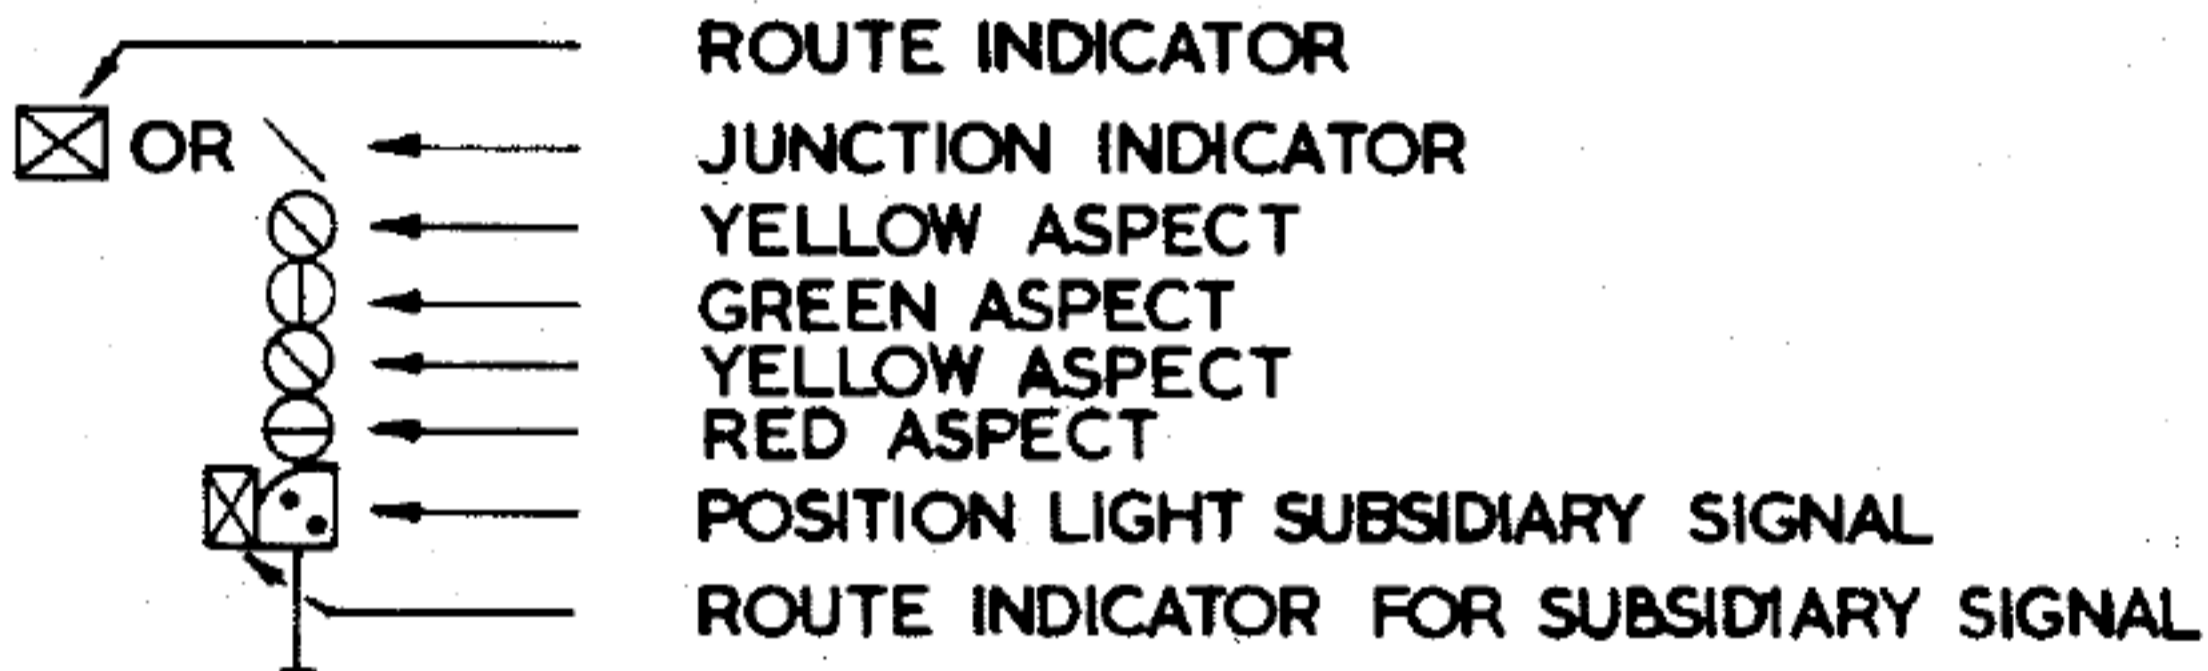 ROUTE INDICATOR
OR JUNCTION INDICATOR
YELLOW ASPECT
GREEN ASPECT
YELLOW ASPECT
RED ASPECT
POSITION LIGHT SUBSIDIARY SIGNAL
ROUTE INDICATOR FOR SUBSIDIARY SIGNAL